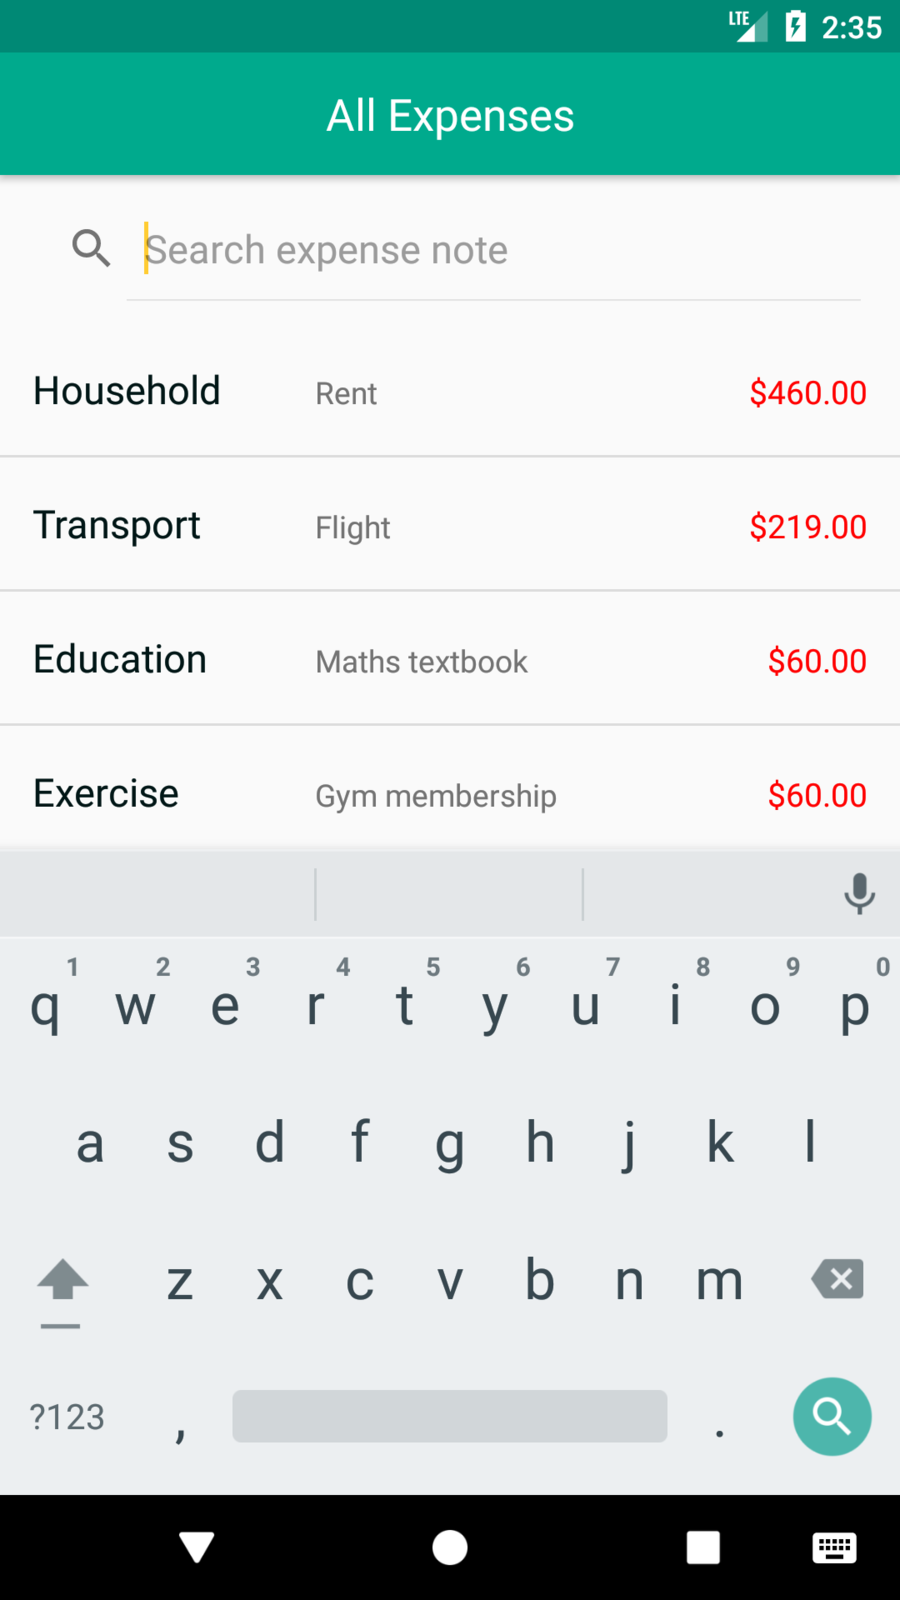 LTE 2:35
All Expenses
Search expense note
Household Rent $460.00
Transport Flight $219.00
Education Maths textbook $60.00
Exercise Gym membership $60.00
1 2 3 4 5 6 7 8 9 0
q w e r t y u i o p
a s d f g h j k l
z x c v b n m
?123 , .